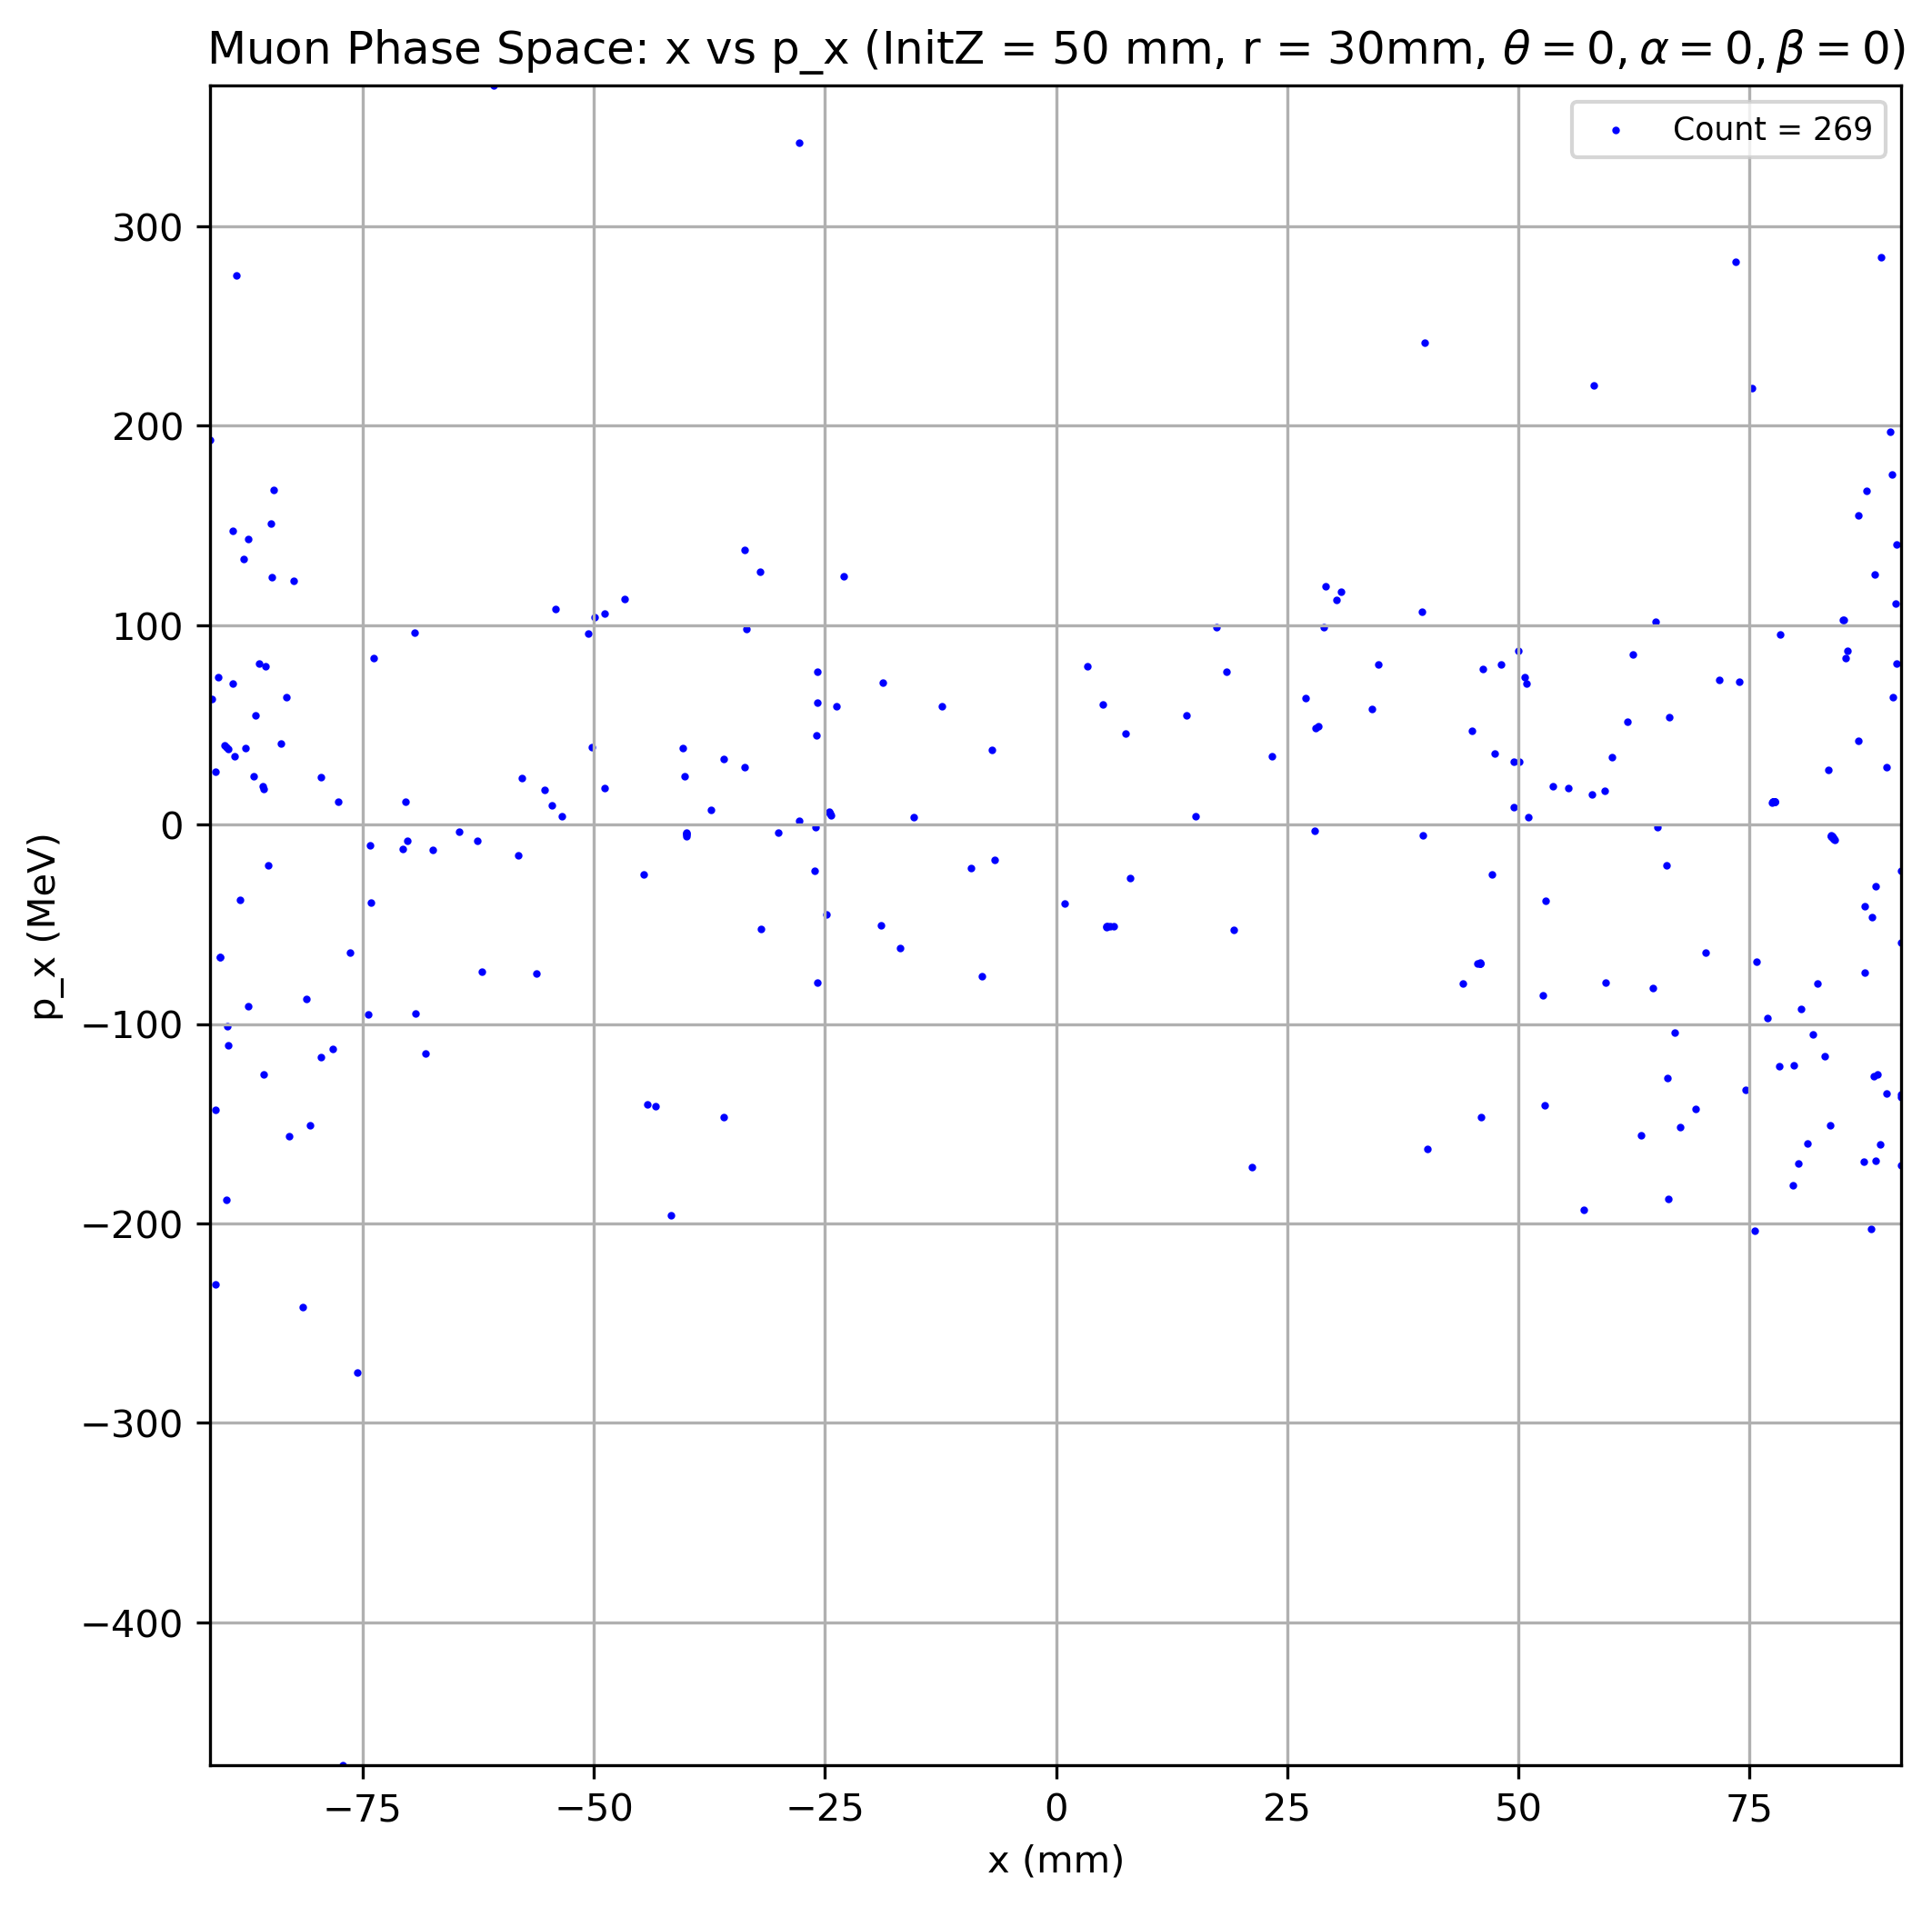 Muon Phase Space: x vs p_x (InitZ = 50 mm, r = 30mm, θ = 0, α = 0, β = 0)
Count = 269
300
200
100
0
−100
−200
−300
−400
p_x (MeV)
−75 −50 −25 0 25 50 75
x (mm)